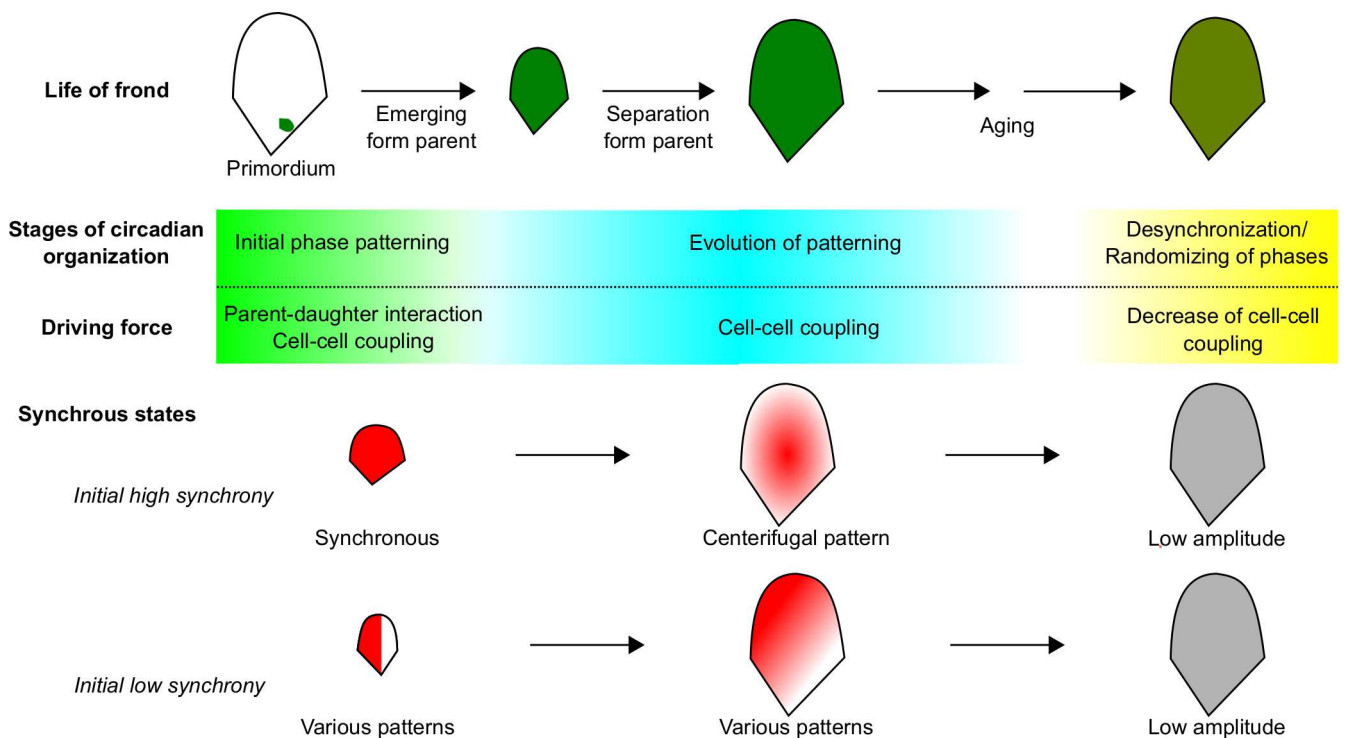 Life of frond
Primordium
Emerging
form parent
Separation
form parent
Aging
Stages of circadian
organization
Initial phase patterning
Evolution of patterning
Desynchronization/
Randomizing of phases
Driving force
Parent-daughter interaction
Cell-cell coupling
Cell-cell coupling
Decrease of cell-cell
coupling
Synchrous states
Initial high synchrony
Synchronous
Centerifugal pattern
Low amplitude
Initial low synchrony
Various patterns
Various patterns
Low amplitude